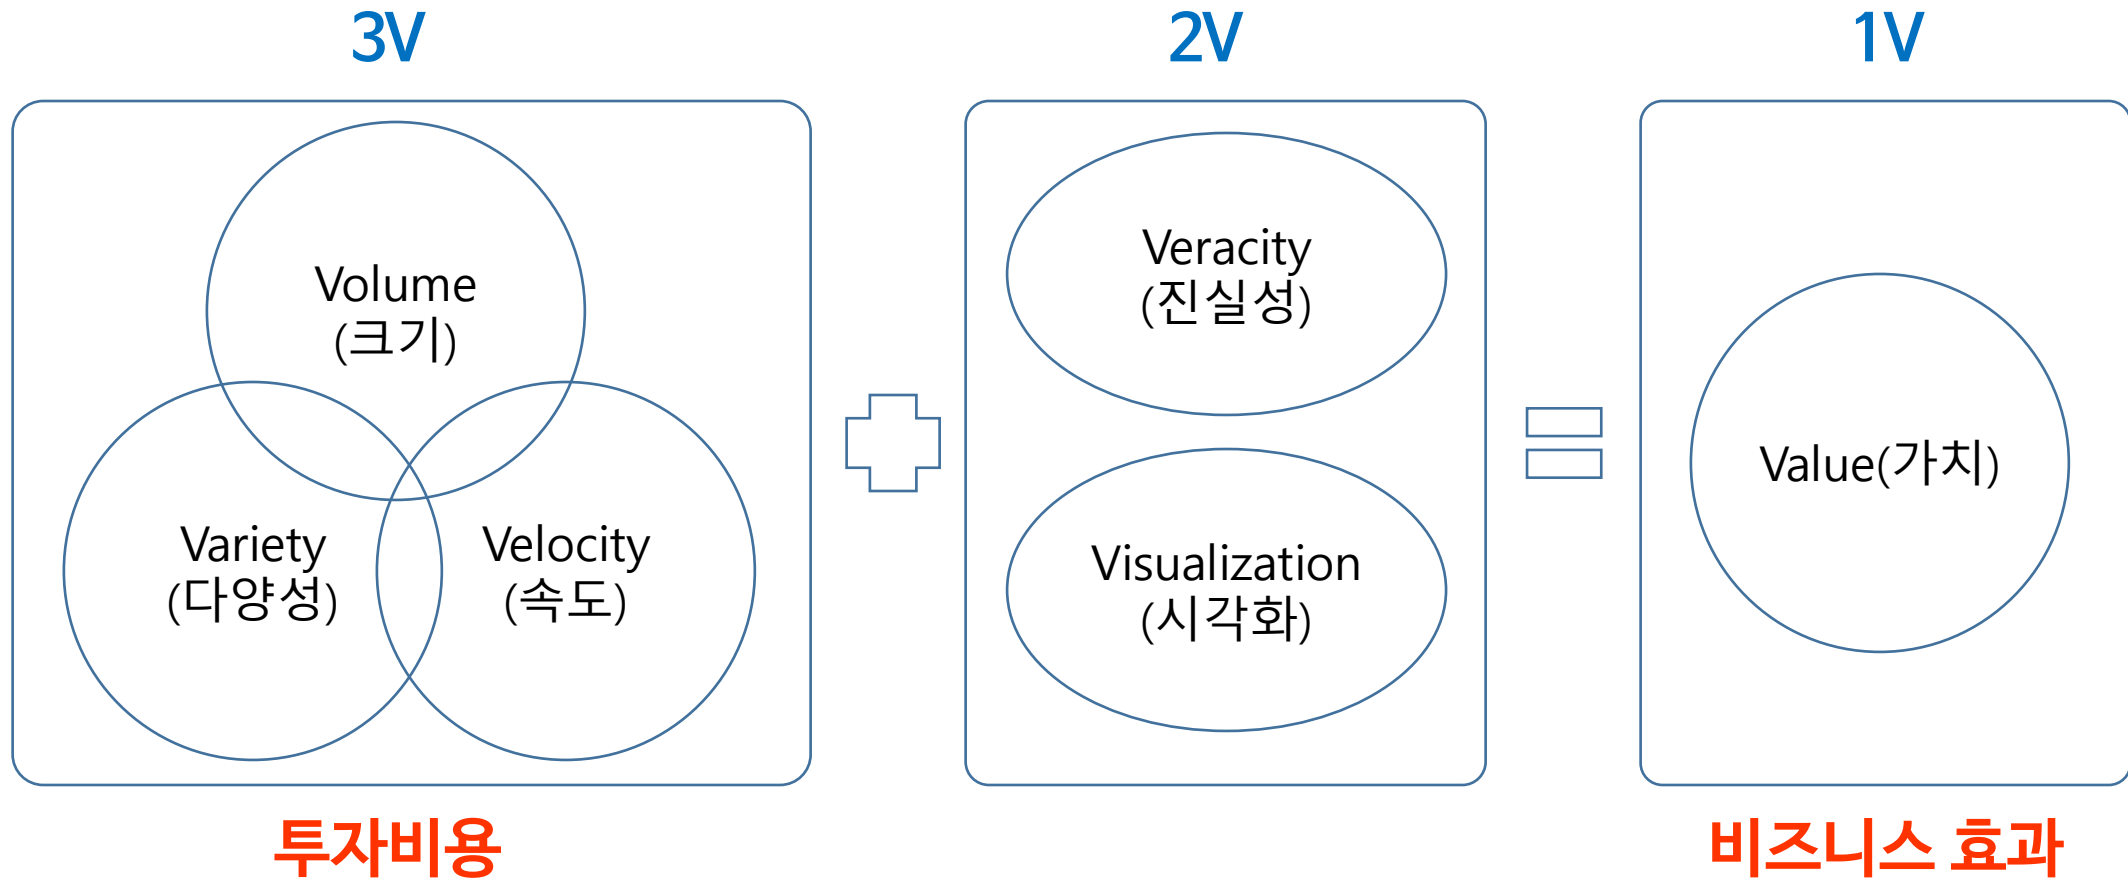 3V
2V
1V
Volume
(크기)
Variety
(다양성)
Velocity
(속도)
Veracity
(진실성)
Visualization
(시각화)
Value(가치)
투자비용
비즈니스 효과